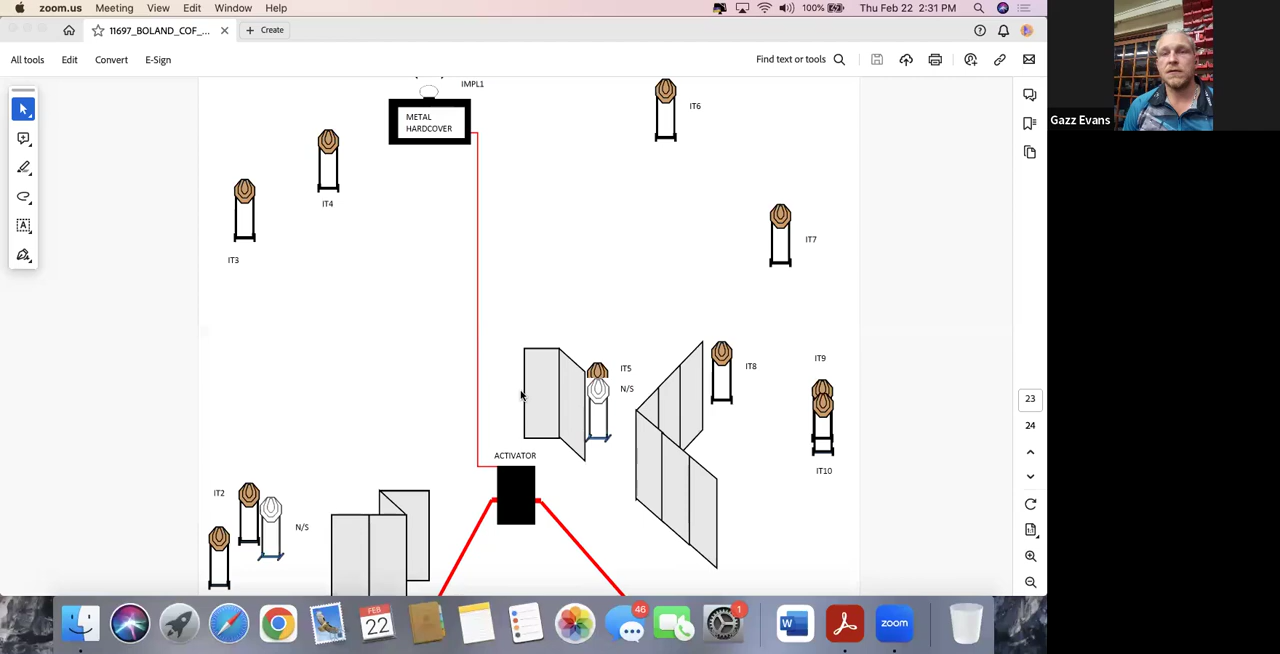 zoom.us Meeting View Edit Window Help 100% Thu Feb 22 2:31 PM
11697_BOLAND_COF_... Create
All tools Edit Convert E-Sign Find text or tools
IMPL1
METAL
HARDCOVER
IT6
IT4
IT3
IT7
IT5
N/S
IT8
IT9
IT10
ACTIVATOR
IT2
N/S
23
24
1:1
Gazz Evans
FEB
22
46
1
W
zoom